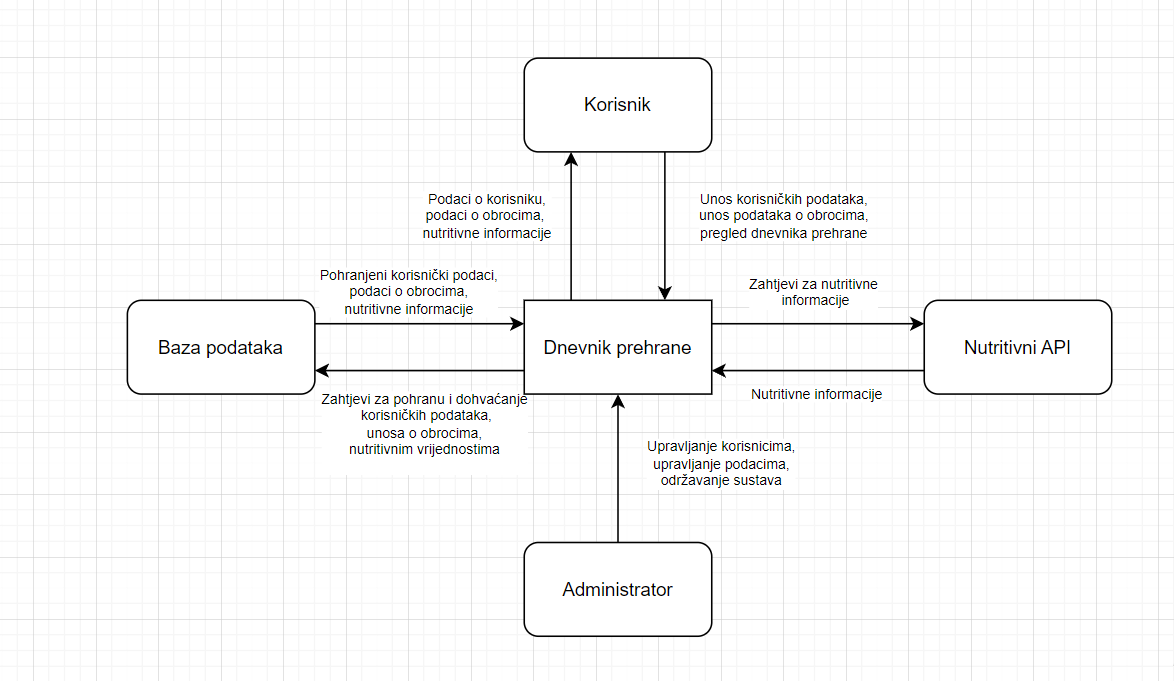 Korisnik
Podaci o korisniku,
podaci o obrocima,
nutritivne informacije
Unos korisničkih podataka,
unos podataka o obrocima,
pregled dnevnika prehrane
Pohranjeni korisnički podaci,
podaci o obrocima,
nutritivne informacije
Zahtjevi za nutritivne
informacije
Baza podataka
Dnevnik prehrane
Nutritivni API
Zahtjevi za pohranu i dohvaćanje
korisničkih podataka,
unosa o obrocima,
nutritivnim vrijednostima
Nutritivne informacije
Upravljanje korisnicima,
upravljanje podacima,
održavanje sustava
Administrator